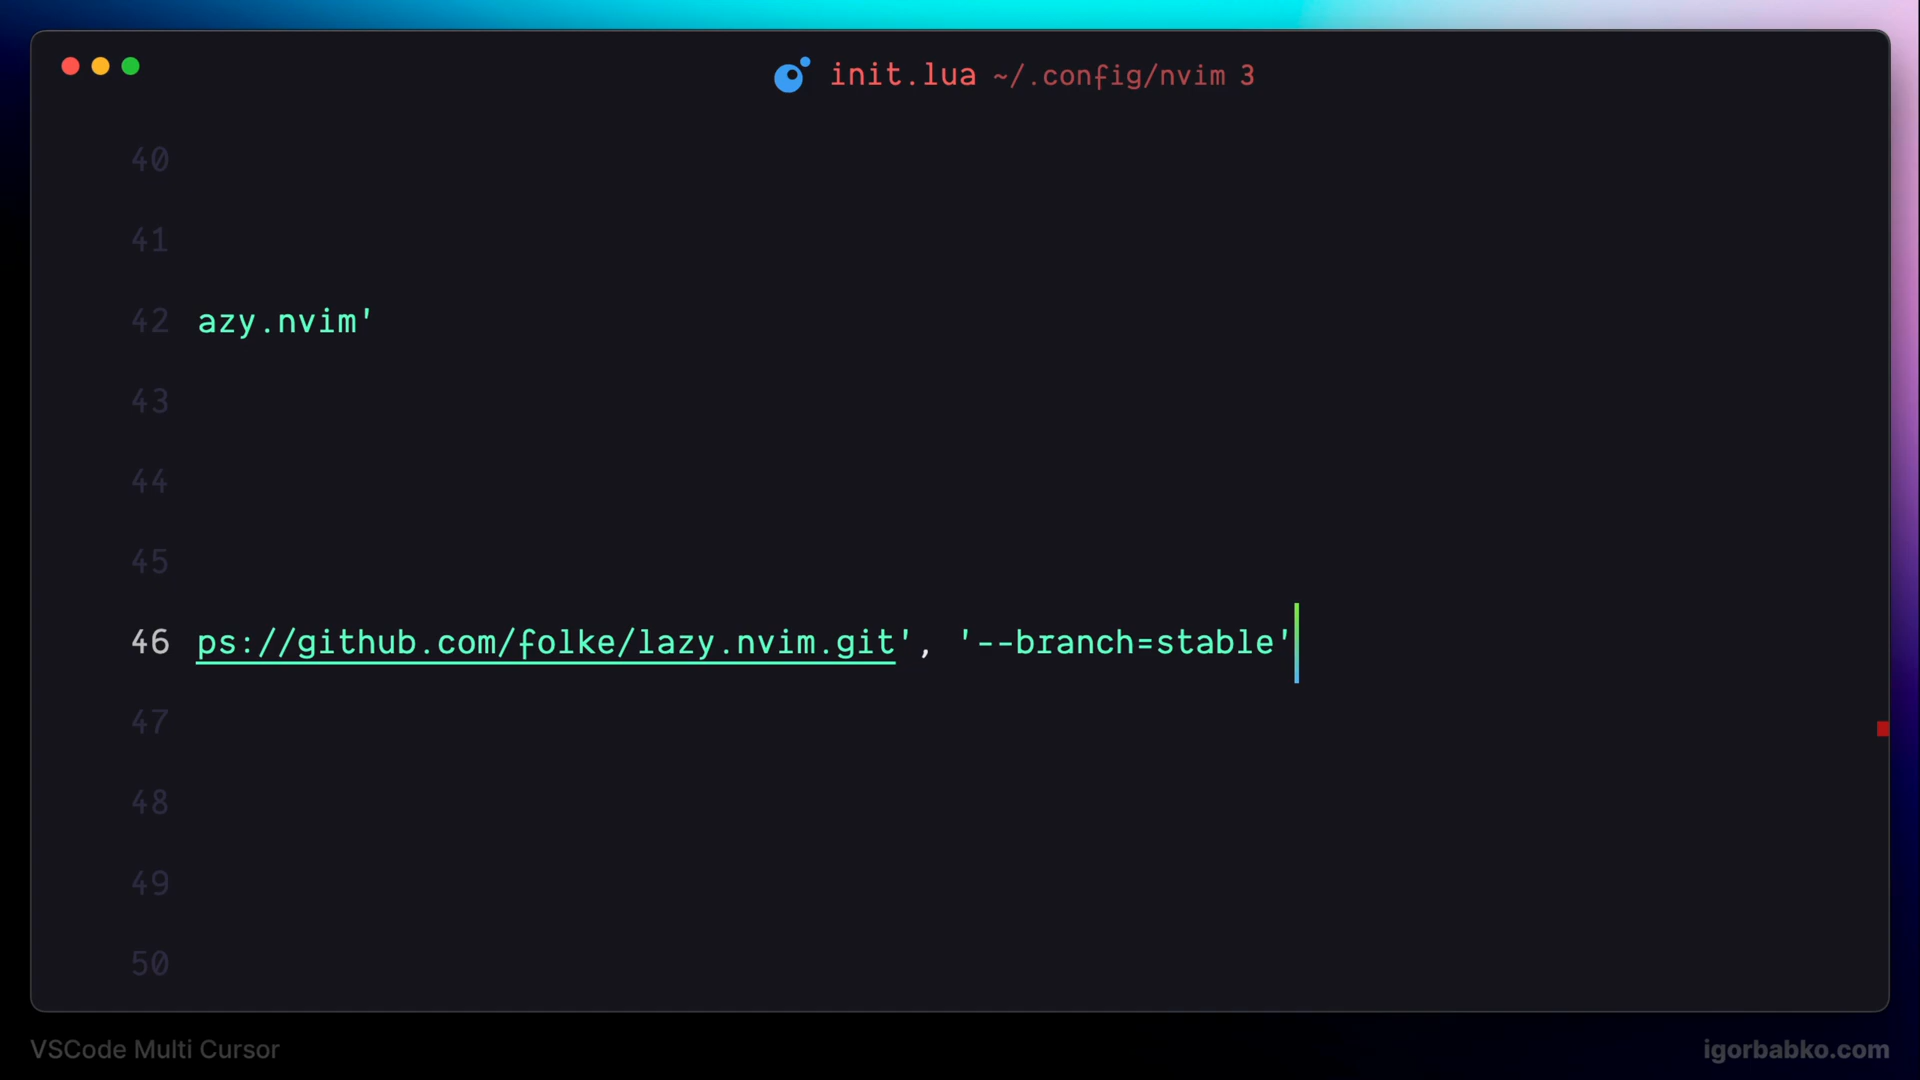 init.lua ~/.config/nvim 3
40
41
42 azy.nvim'
43
44
45
46 ps://github.com/folke/lazy.nvim.git', '--branch=stable'
47
48
49
50
VSCode Multi Cursor
igorbabko.com